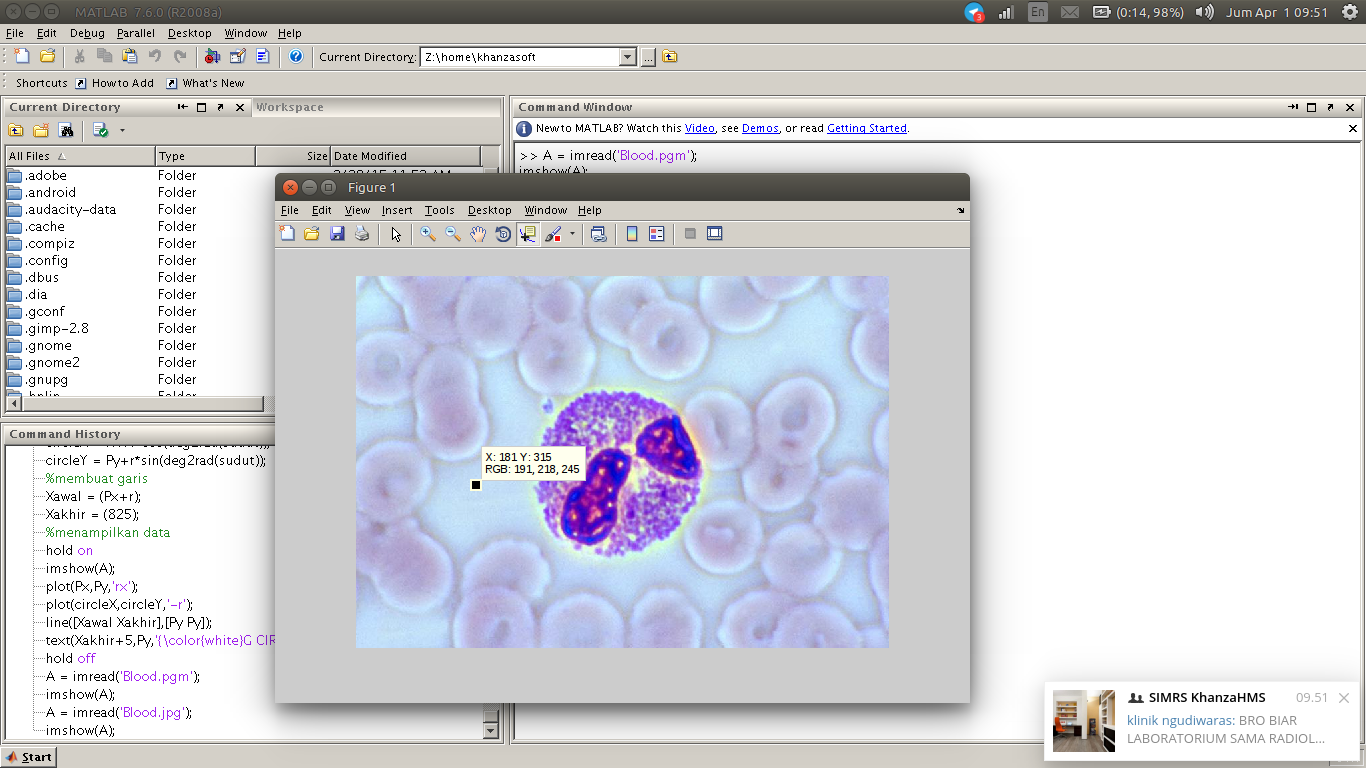 MATLAB 7.6.0 (R2008a)
3
En
(0:14, 98%)
Jum Apr 1 09:51
File Edit Debug Parallel Desktop Window Help
Current Directory: Z:\home\khanzasoft
...
Shortcuts How to Add What's New
Current Directory
Workspace
All Files Type Size Date Modified
.adobe Folder
.android Folder
.audacity-data Folder
.cache Folder
.compiz Folder
.config Folder
.dbus Folder
.dia Folder
.gconf Folder
.gimp-2.8 Folder
.gnome Folder
.gnome2 Folder
.gnupg Folder
Command History
circleY = Py+r*sin(deg2rad(sudut));
%membuat garis
Xawal = (Px+r);
Xakhir = (825);
%menampilkan data
hold on
imshow(A);
plot(Px,Py,'rx');
plot(circleX,circleY,'-r');
line([Xawal Xakhir],[Py Py]);
text(Xakhir+5,Py,'{\color{white}G CIR
hold off
A = imread('Blood.pgm');
imshow(A);
A = imread('Blood.jpg');
imshow(A);
Command Window
New to MATLAB? Watch this Video, see Demos, or read Getting Started.
>> A = imread('Blood.pgm');
imshow(A);
Figure 1
File Edit View Insert Tools Desktop Window Help
X: 181 Y: 315
RGB: 191, 218, 245
SIMRS KhanzaHMS 09.51
klinik ngudiwaras: BRO BIAR
LABORATORIUM SAMA RADIOL...
Start